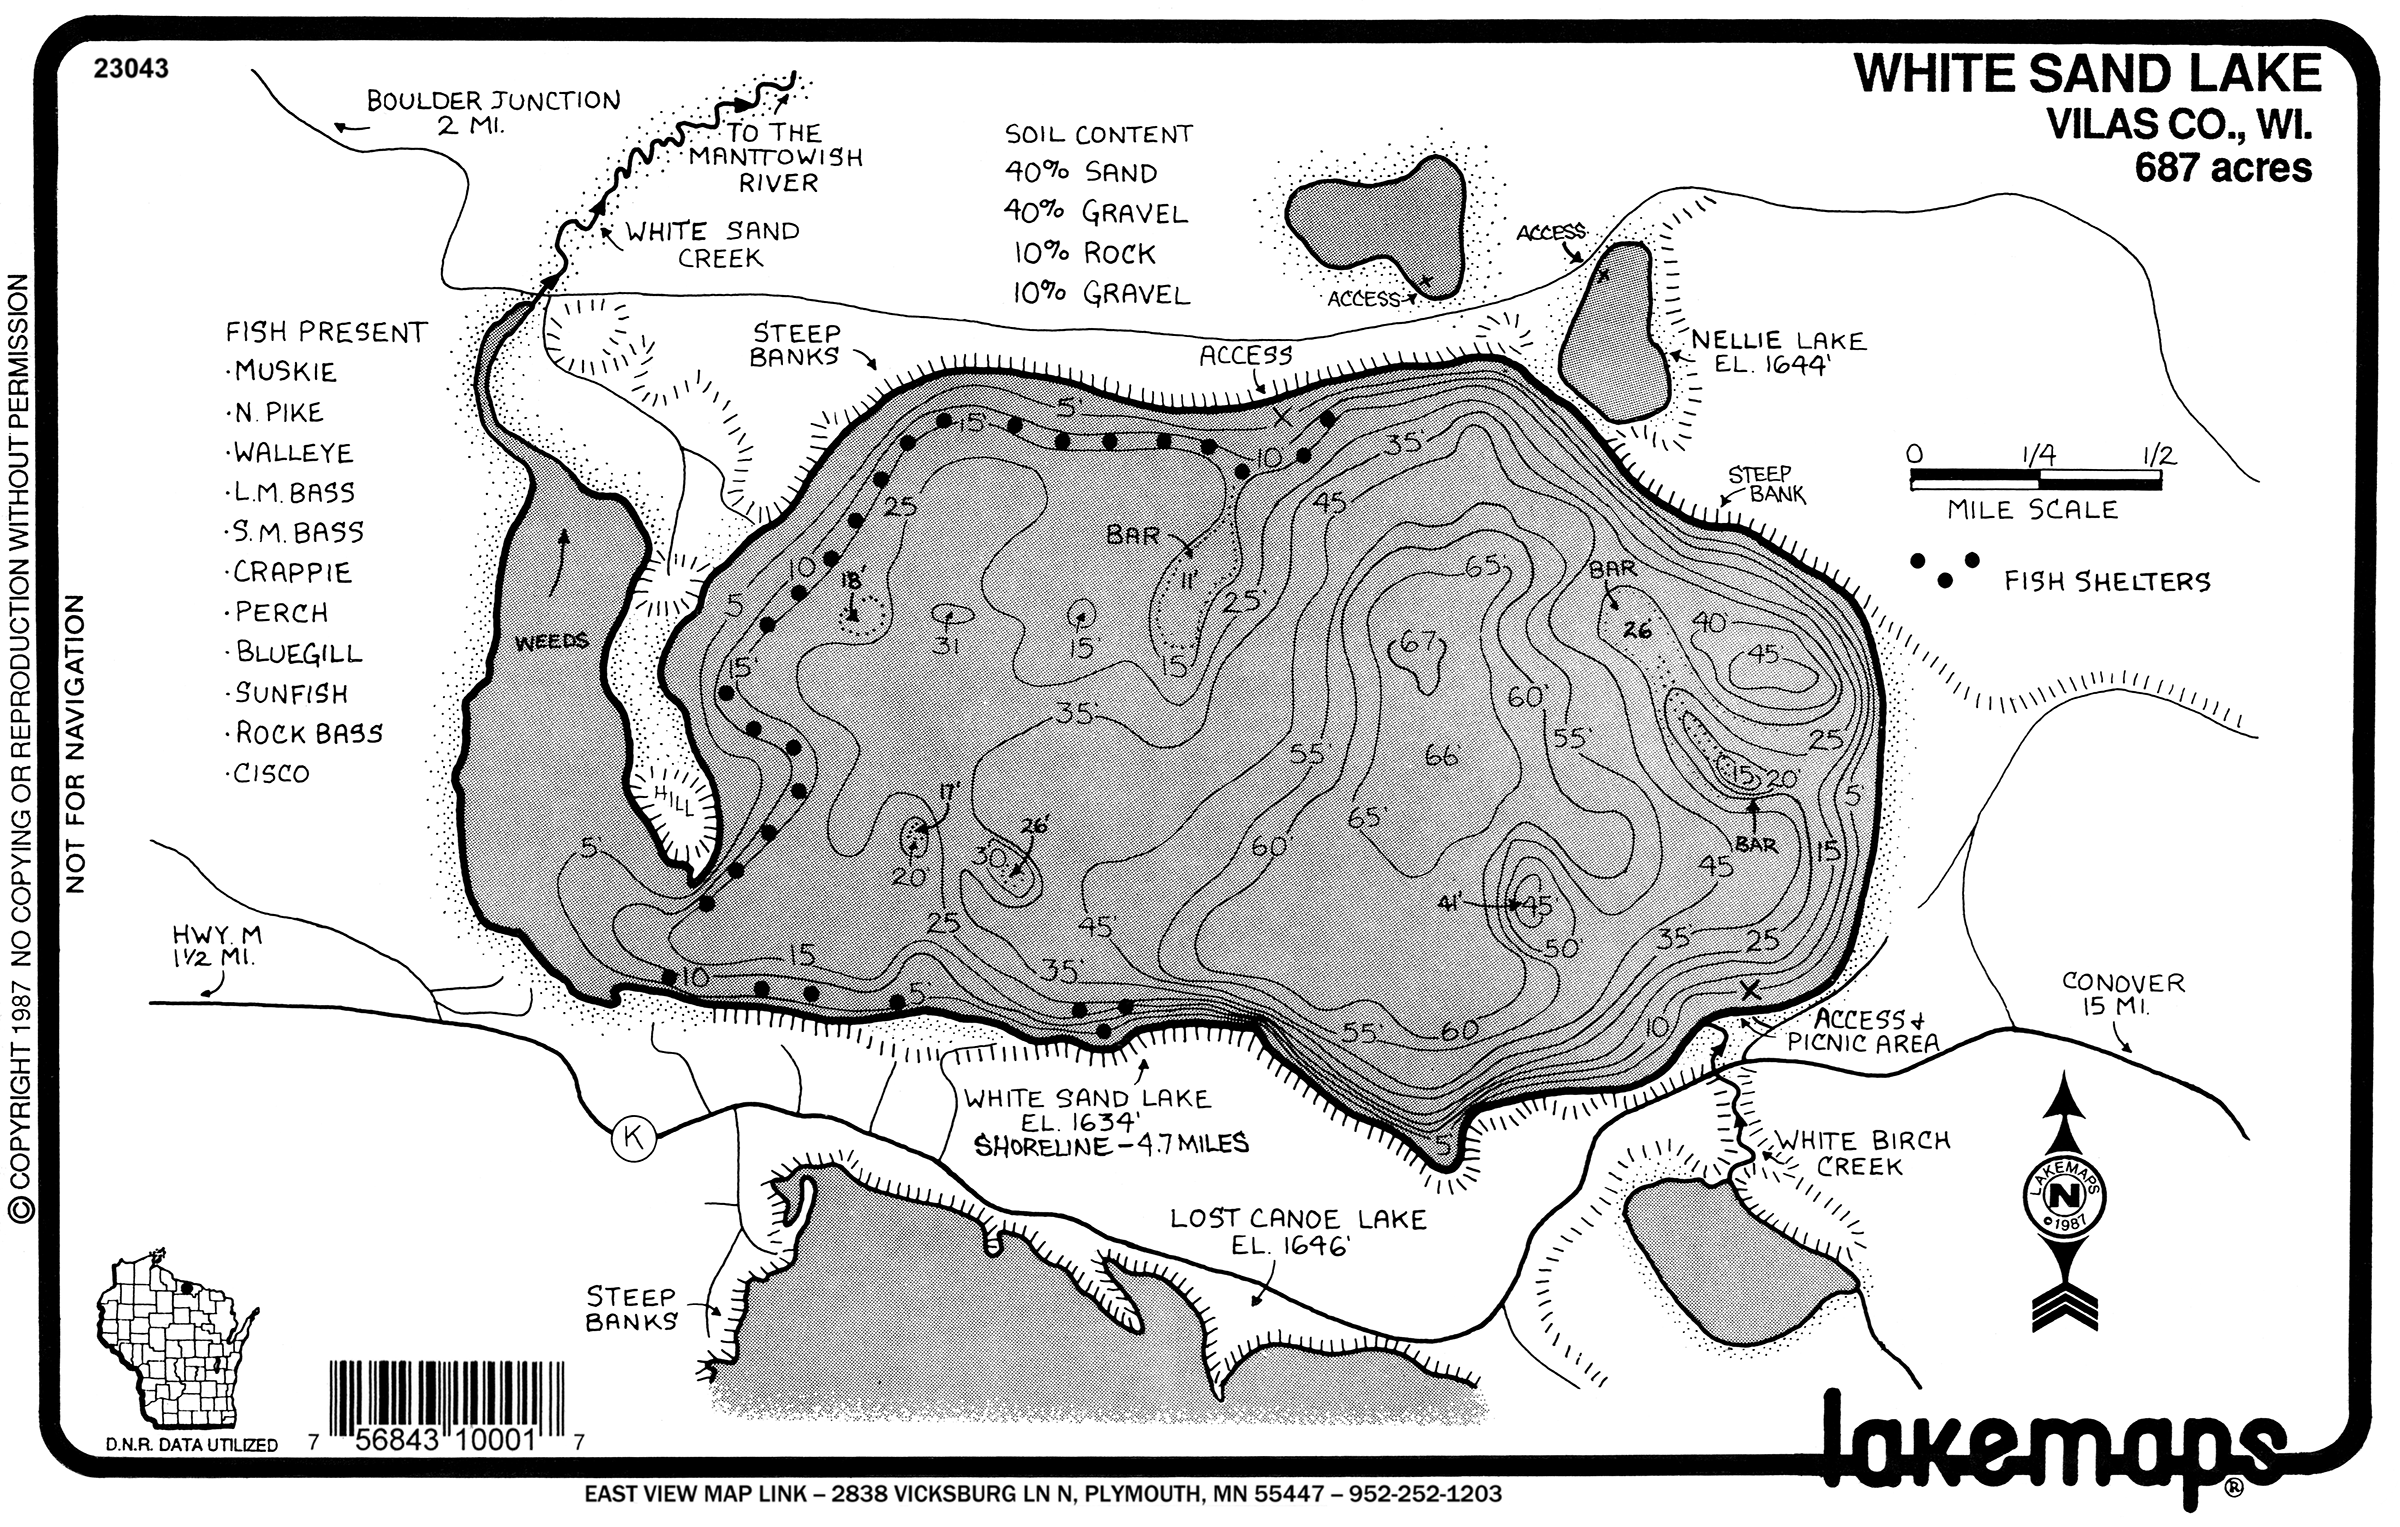 23043
WHITE SAND LAKE
VILAS CO., WI.
687 acres
BOULDER JUNCTION
2 MI.
TO THE
MANTTOWISH
RIVER
WHITE SAND
CREEK
SOIL CONTENT
40% SAND
40% GRAVEL
10% ROCK
10% GRAVEL
ACCESS
ACCESS
NELLIE LAKE
EL. 1644'
FISH PRESENT
·MUSKIE
·N. PIKE
·WALLEYE
·L.M. BASS
·S.M. BASS
·CRAPPIE
·PERCH
·BLUEGILL
·SUNFISH
·ROCK BASS
·CISCO
STEEP
BANKS
ACCESS
STEEP
BANK
0 1/4 1/2
MILE SCALE
FISH SHELTERS
© COPYRIGHT 1987 NO COPYING OR REPRODUCTION WITHOUT PERMISSION
NOT FOR NAVIGATION
5'
15'
X
10
35'
25
45
BAR
10
18'
11'
65'
BAR
5
25'
26'
40'
WEEDS
31
15'
15'
67'
45'
15'
60'
35'
55'
55'
66'
25
15 20'
5'
HILL
17'
65'
26'
30
20'
5'
60'
45
BAR
15
41'
45'
25
45'
50'
35'
25
15
35'
10
5'
X
55'
60
10
5'
HWY. M
1 1/2 MI.
CONOVER
15 MI.
ACCESS +
PICNIC AREA
WHITE SAND LAKE
EL. 1634'
SHORELINE – 4.7 MILES
K
WHITE BIRCH
CREEK
LOST CANOE LAKE
EL. 1646'
STEEP
BANKS
LAKEMAPS
N
©1987
D.N.R. DATA UTILIZED
7 56843 10001 7
lakemaps®
EAST VIEW MAP LINK – 2838 VICKSBURG LN N, PLYMOUTH, MN 55447 – 952-252-1203